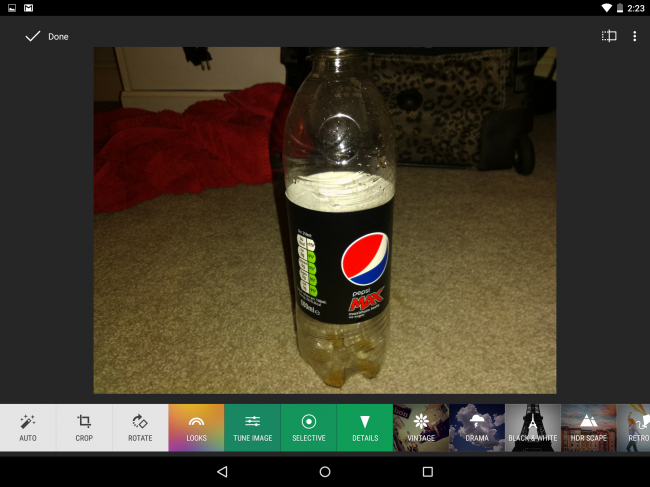 2:23
Done
pepsi
MAX
AUTO
CROP
ROTATE
LOOKS
TUNE IMAGE
SELECTIVE
DETAILS
VINTAGE
DRAMA
BLACK & WHITE
HDR SCAPE
RETRO